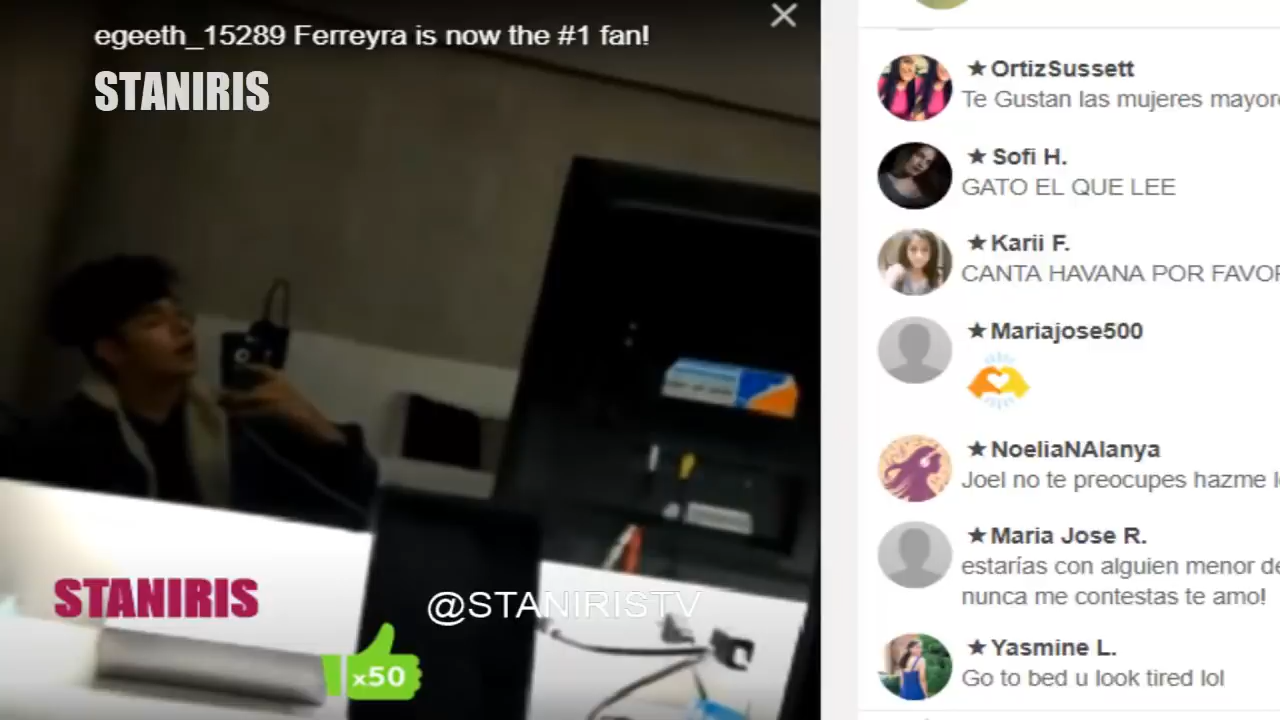 egeeth_15289 Ferreyra is now the #1 fan!
STANIRIS
STANIRIS
@STANIRISTV
x50
★ OrtizSussett
Te Gustan las mujeres mayor
★ Sofi H.
GATO EL QUE LEE
★ Karii F.
CANTA HAVANA POR FAVOR
★ Mariajose500
★ NoeliaNAlanya
Joel no te preocupes hazme
★ Maria Jose R.
estarías con alguien menor de
nunca me contestas te amo!
★ Yasmine L.
Go to bed u look tired lol